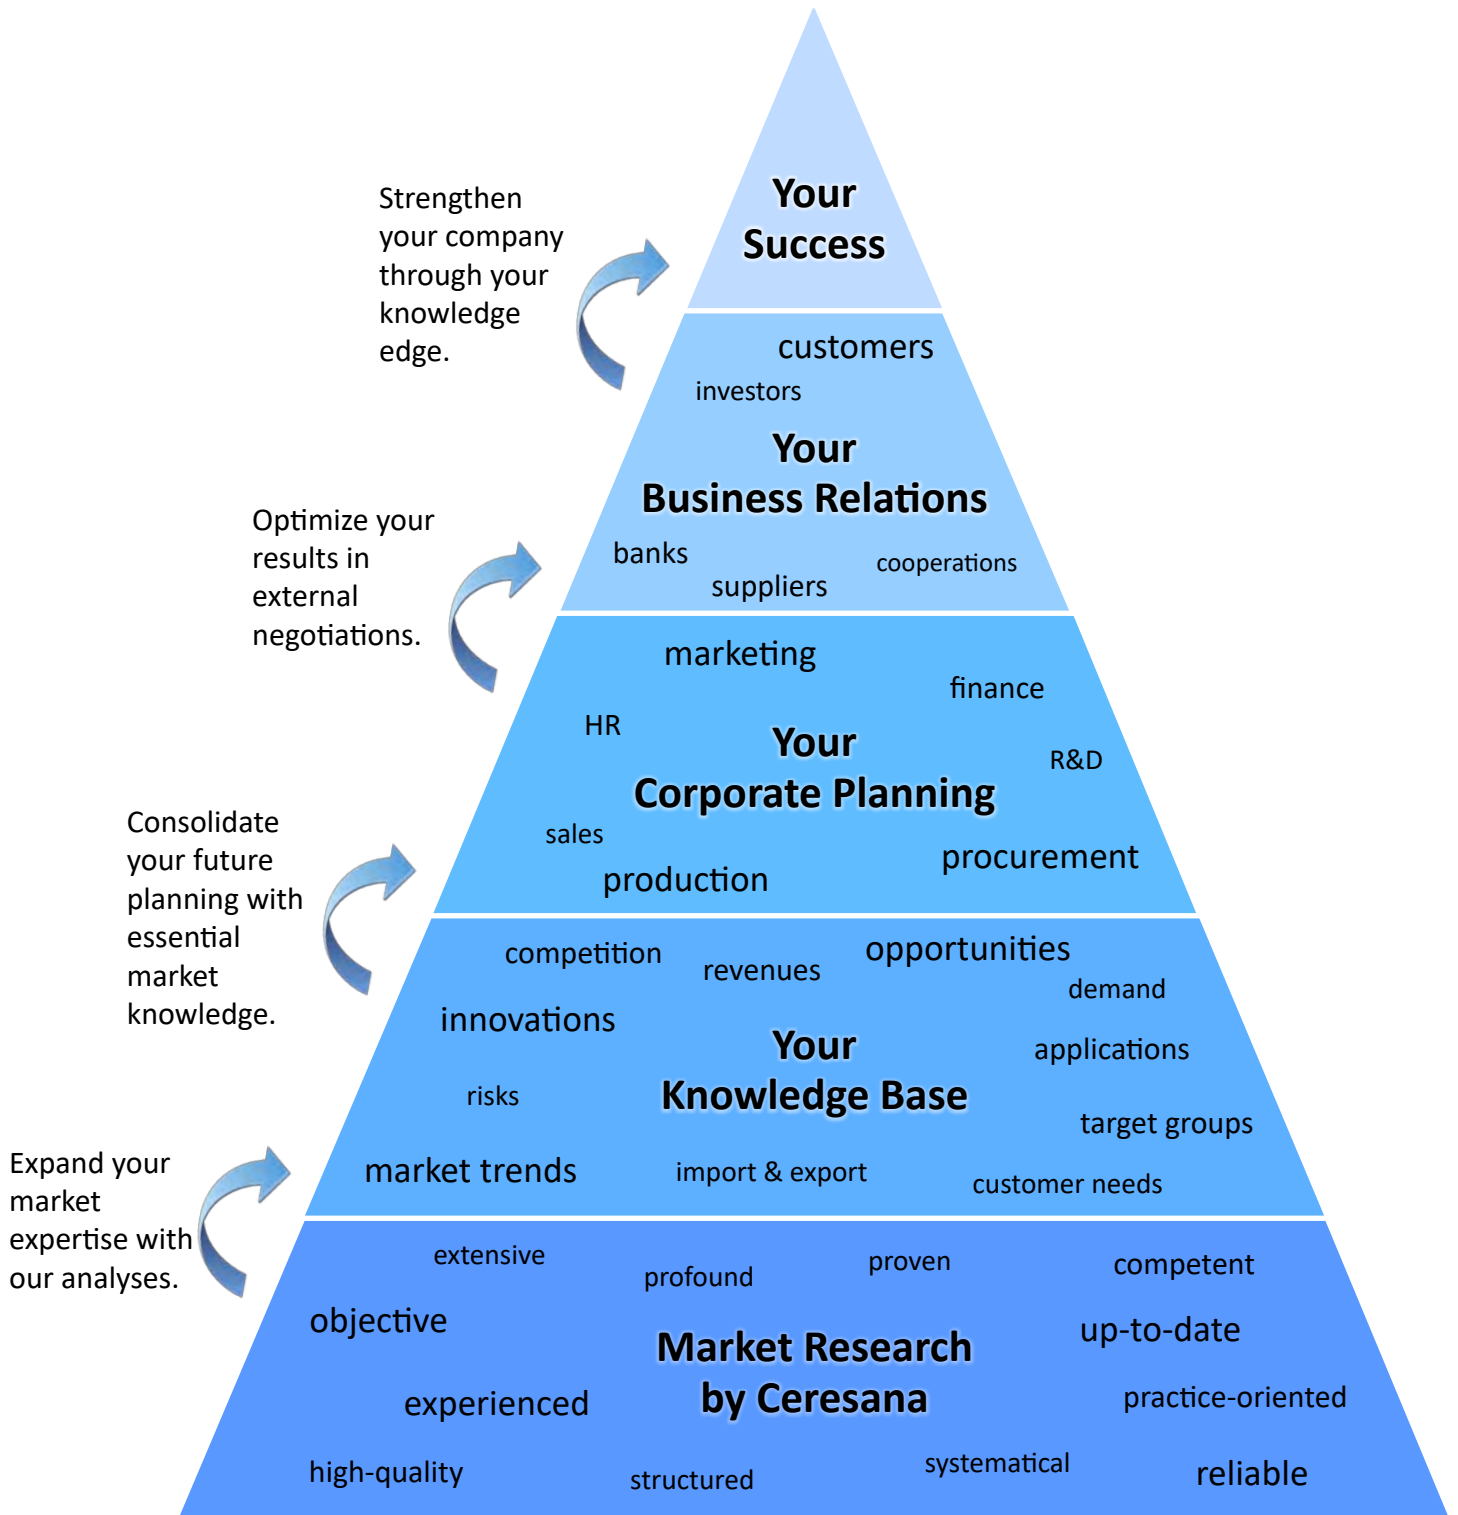 Your
Success
Strengthen
your company
through your
knowledge
edge.
customers
investors
Your
Business Relations
banks
suppliers
cooperations
Optimize your
results in
external
negotiations.
marketing
finance
HR
Your
Corporate Planning
R&D
sales
production
procurement
Consolidate
your future
planning with
essential
market
knowledge.
competition
revenues
opportunities
demand
innovations
Your
Knowledge Base
applications
risks
target groups
market trends
import & export
customer needs
Expand your
market
expertise with
our analyses.
extensive
profound
proven
competent
objective
Market Research
by Ceresana
up-to-date
experienced
practice-oriented
high-quality
structured
systematical
reliable